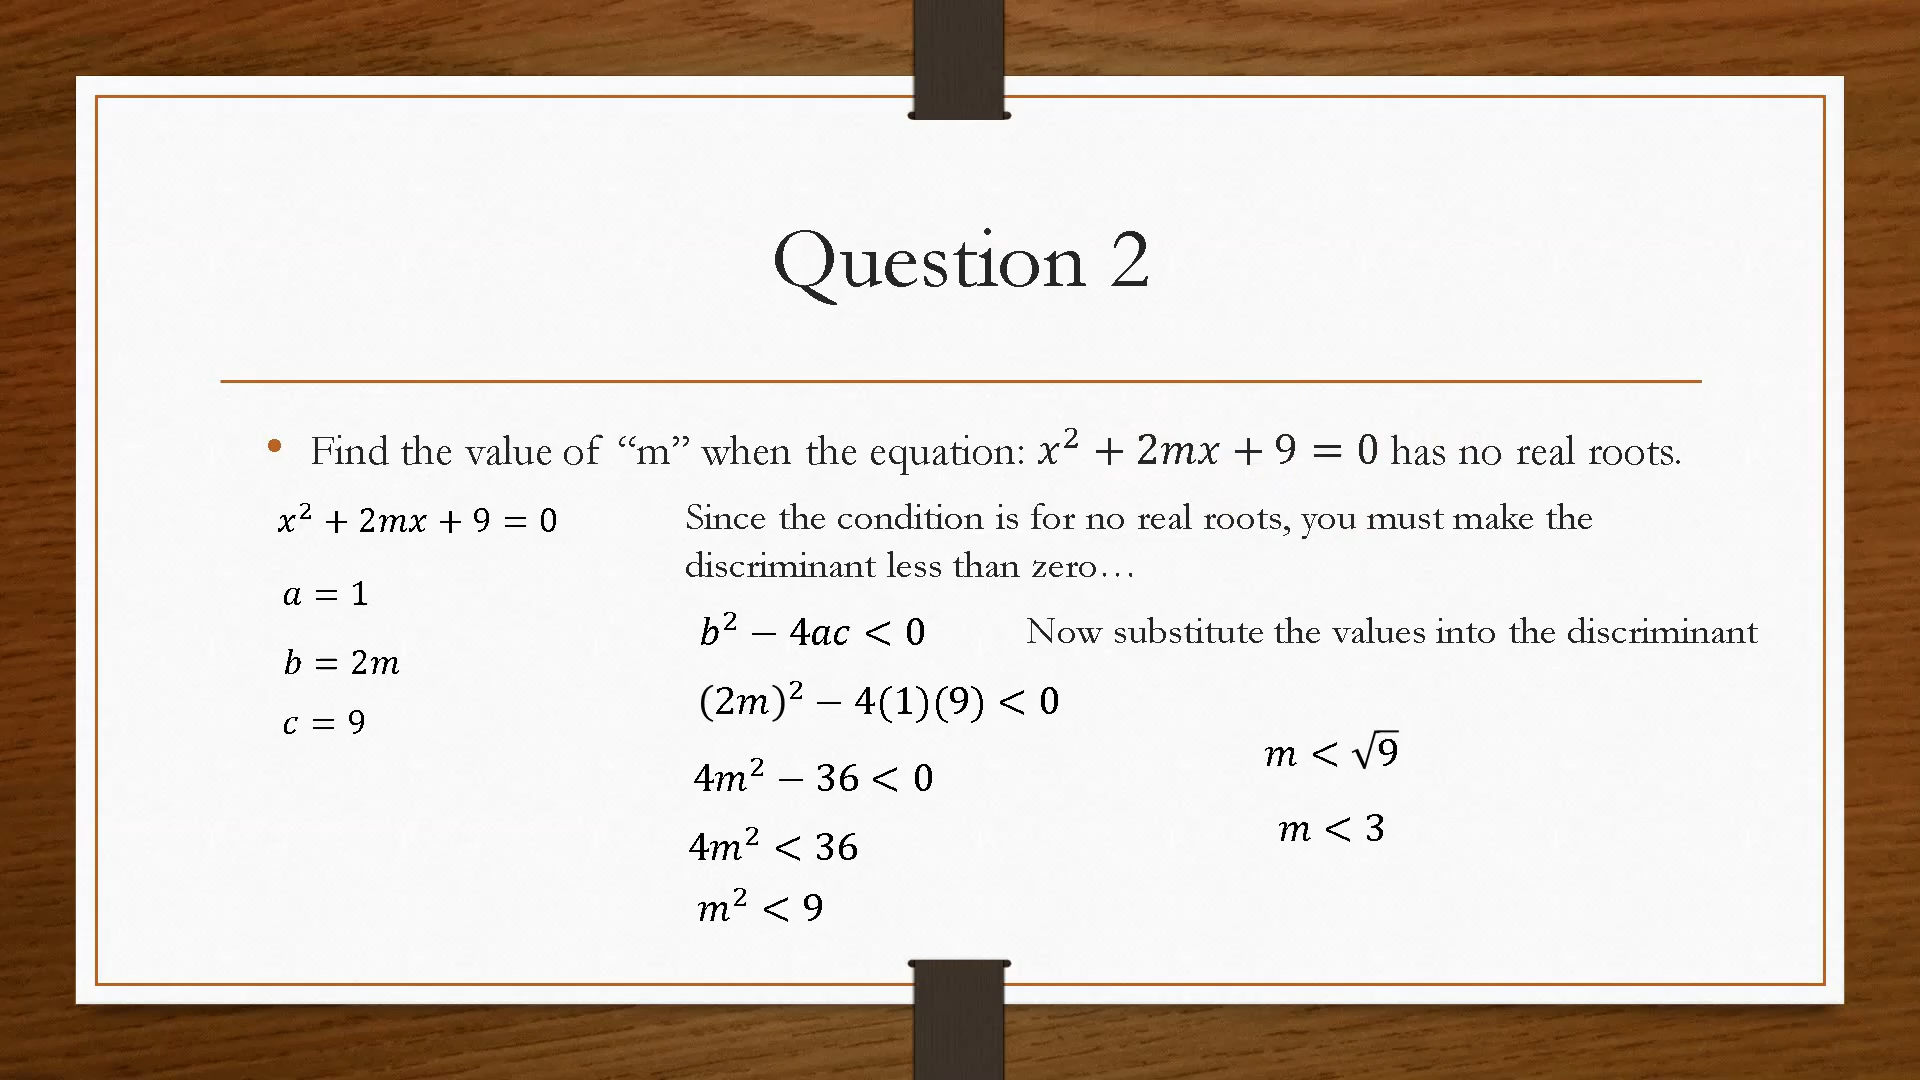 Question 2
• Find the value of “m” when the equation: x² + 2mx + 9 = 0 has no real roots.
x² + 2mx + 9 = 0
a = 1
b = 2m
c = 9
Since the condition is for no real roots, you must make the
discriminant less than zero…
b² − 4ac < 0
Now substitute the values into the discriminant
(2m)² − 4(1)(9) < 0
4m² − 36 < 0
4m² < 36
m² < 9
m < √9
m < 3